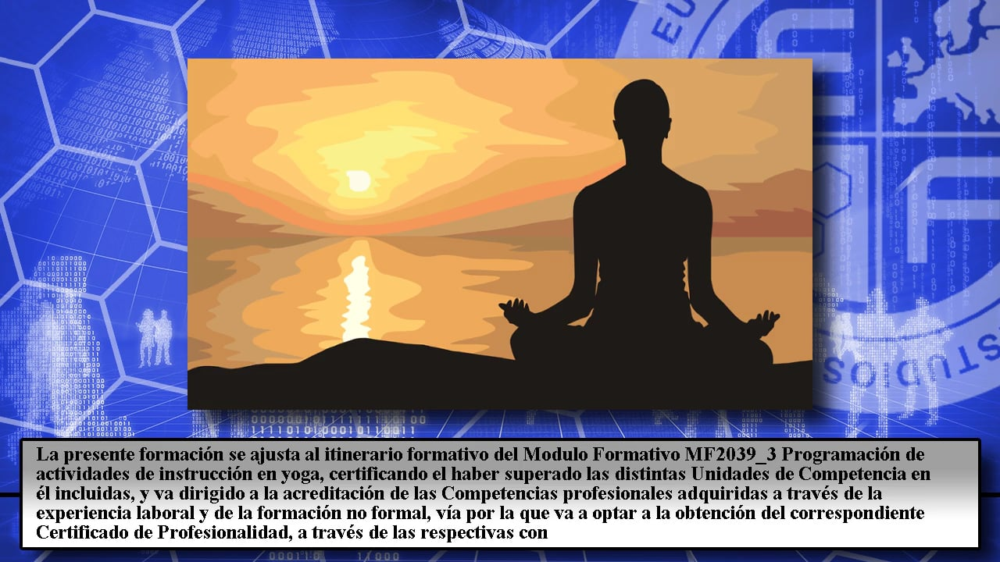 EU
STUDIOS
La presente formación se ajusta al itinerario formativo del Modulo Formativo MF2039_3 Programación de
actividades de instrucción en yoga, certificando el haber superado las distintas Unidades de Competencia en
él incluidas, y va dirigido a la acreditación de las Competencias profesionales adquiridas a través de la
experiencia laboral y de la formación no formal, vía por la que va a optar a la obtención del correspondiente
Certificado de Profesionalidad, a través de las respectivas con